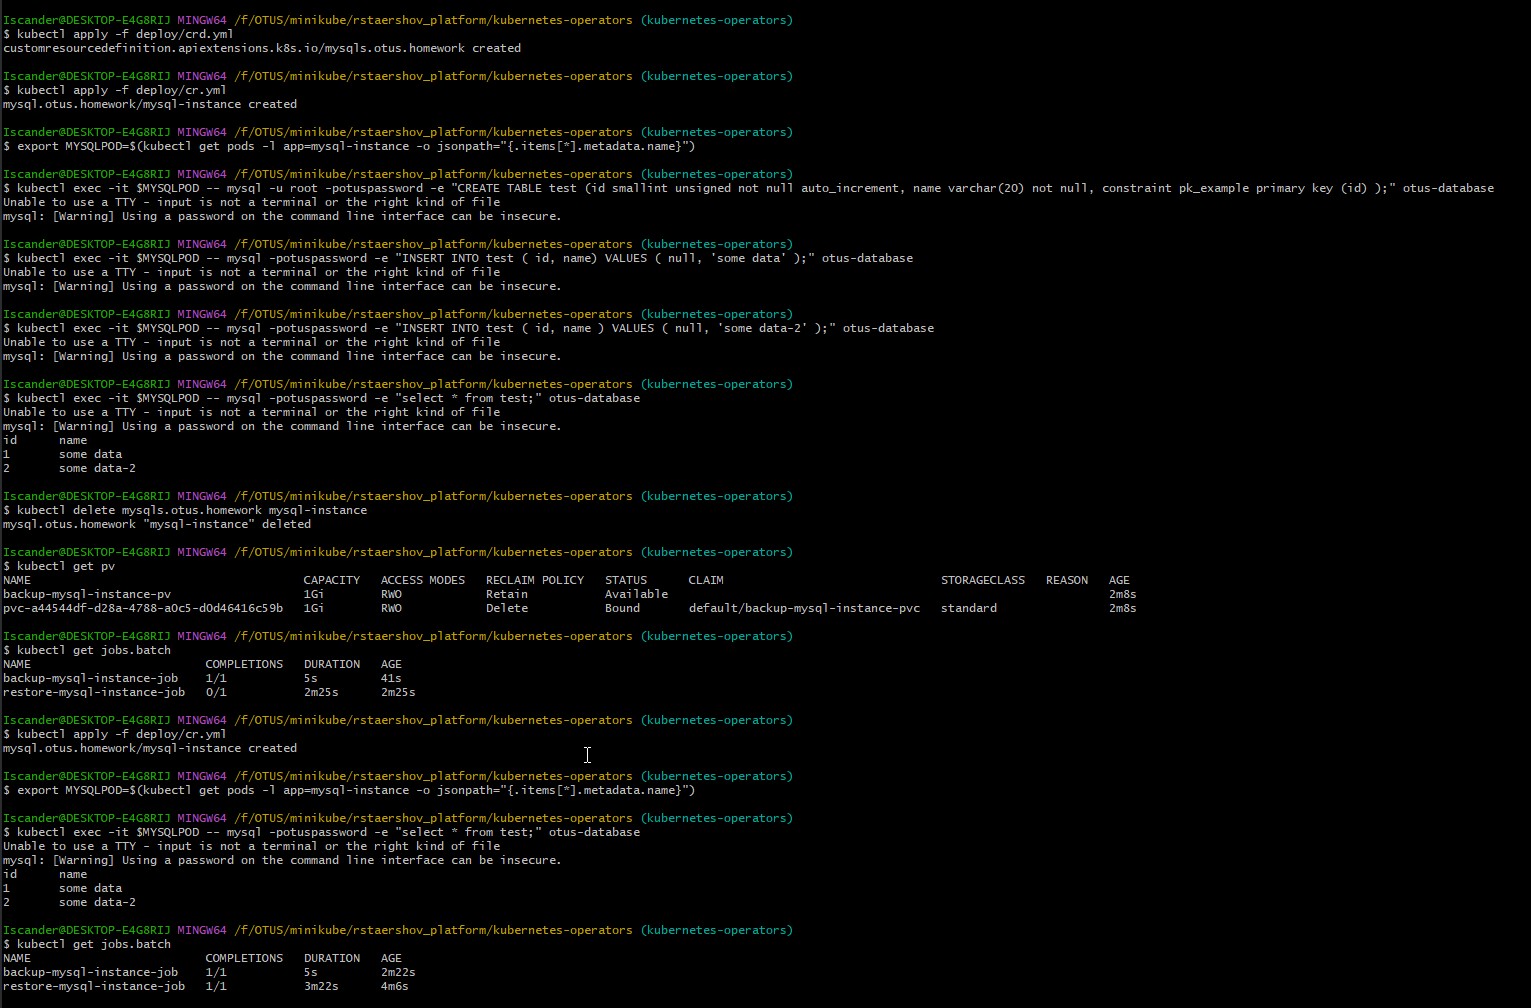 Iscander@DESKTOP-E4G8RIJ MINGW64 /f/OTUS/minikube/rstaershov_platform/kubernetes-operators (kubernetes-operators)
$ kubectl apply -f deploy/crd.yml
customresourcedefinition.apiextensions.k8s.io/mysqls.otus.homework created
Iscander@DESKTOP-E4G8RIJ MINGW64 /f/OTUS/minikube/rstaershov_platform/kubernetes-operators (kubernetes-operators)
$ kubectl apply -f deploy/cr.yml
mysql.otus.homework/mysql-instance created
Iscander@DESKTOP-E4G8RIJ MINGW64 /f/OTUS/minikube/rstaershov_platform/kubernetes-operators (kubernetes-operators)
$ export MYSQLPOD=$(kubectl get pods -l app=mysql-instance -o jsonpath="{.items[*].metadata.name}")
Iscander@DESKTOP-E4G8RIJ MINGW64 /f/OTUS/minikube/rstaershov_platform/kubernetes-operators (kubernetes-operators)
$ kubectl exec -it $MYSQLPOD -- mysql -u root -potuspassword -e "CREATE TABLE test (id smallint unsigned not null auto_increment, name varchar(20) not null, constraint pk_example primary key (id) );" otus-database
Unable to use a TTY - input is not a terminal or the right kind of file
mysql: [Warning] Using a password on the command line interface can be insecure.
Iscander@DESKTOP-E4G8RIJ MINGW64 /f/OTUS/minikube/rstaershov_platform/kubernetes-operators (kubernetes-operators)
$ kubectl exec -it $MYSQLPOD -- mysql -potuspassword -e "INSERT INTO test ( id, name) VALUES ( null, 'some data' );" otus-database
Unable to use a TTY - input is not a terminal or the right kind of file
mysql: [Warning] Using a password on the command line interface can be insecure.
Iscander@DESKTOP-E4G8RIJ MINGW64 /f/OTUS/minikube/rstaershov_platform/kubernetes-operators (kubernetes-operators)
$ kubectl exec -it $MYSQLPOD -- mysql -potuspassword -e "INSERT INTO test ( id, name ) VALUES ( null, 'some data-2' );" otus-database
Unable to use a TTY - input is not a terminal or the right kind of file
mysql: [Warning] Using a password on the command line interface can be insecure.
Iscander@DESKTOP-E4G8RIJ MINGW64 /f/OTUS/minikube/rstaershov_platform/kubernetes-operators (kubernetes-operators)
$ kubectl exec -it $MYSQLPOD -- mysql -potuspassword -e "select * from test;" otus-database
Unable to use a TTY - input is not a terminal or the right kind of file
mysql: [Warning] Using a password on the command line interface can be insecure.
id name
1 some data
2 some data-2
Iscander@DESKTOP-E4G8RIJ MINGW64 /f/OTUS/minikube/rstaershov_platform/kubernetes-operators (kubernetes-operators)
$ kubectl delete mysqls.otus.homework mysql-instance
mysql.otus.homework "mysql-instance" deleted
Iscander@DESKTOP-E4G8RIJ MINGW64 /f/OTUS/minikube/rstaershov_platform/kubernetes-operators (kubernetes-operators)
$ kubectl get pv
NAME CAPACITY ACCESS MODES RECLAIM POLICY STATUS CLAIM STORAGECLASS REASON AGE
backup-mysql-instance-pv 1Gi RWO Retain Available 2m8s
pvc-a44544df-d28a-4788-a0c5-d0d46416c59b 1Gi RWO Delete Bound default/backup-mysql-instance-pvc standard 2m8s
Iscander@DESKTOP-E4G8RIJ MINGW64 /f/OTUS/minikube/rstaershov_platform/kubernetes-operators (kubernetes-operators)
$ kubectl get jobs.batch
NAME COMPLETIONS DURATION AGE
backup-mysql-instance-job 1/1 5s 41s
restore-mysql-instance-job 0/1 2m25s 2m25s
Iscander@DESKTOP-E4G8RIJ MINGW64 /f/OTUS/minikube/rstaershov_platform/kubernetes-operators (kubernetes-operators)
$ kubectl apply -f deploy/cr.yml
mysql.otus.homework/mysql-instance created
Iscander@DESKTOP-E4G8RIJ MINGW64 /f/OTUS/minikube/rstaershov_platform/kubernetes-operators (kubernetes-operators)
$ export MYSQLPOD=$(kubectl get pods -l app=mysql-instance -o jsonpath="{.items[*].metadata.name}")
Iscander@DESKTOP-E4G8RIJ MINGW64 /f/OTUS/minikube/rstaershov_platform/kubernetes-operators (kubernetes-operators)
$ kubectl exec -it $MYSQLPOD -- mysql -potuspassword -e "select * from test;" otus-database
Unable to use a TTY - input is not a terminal or the right kind of file
mysql: [Warning] Using a password on the command line interface can be insecure.
id name
1 some data
2 some data-2
Iscander@DESKTOP-E4G8RIJ MINGW64 /f/OTUS/minikube/rstaershov_platform/kubernetes-operators (kubernetes-operators)
$ kubectl get jobs.batch
NAME COMPLETIONS DURATION AGE
backup-mysql-instance-job 1/1 5s 2m22s
restore-mysql-instance-job 1/1 3m22s 4m6s